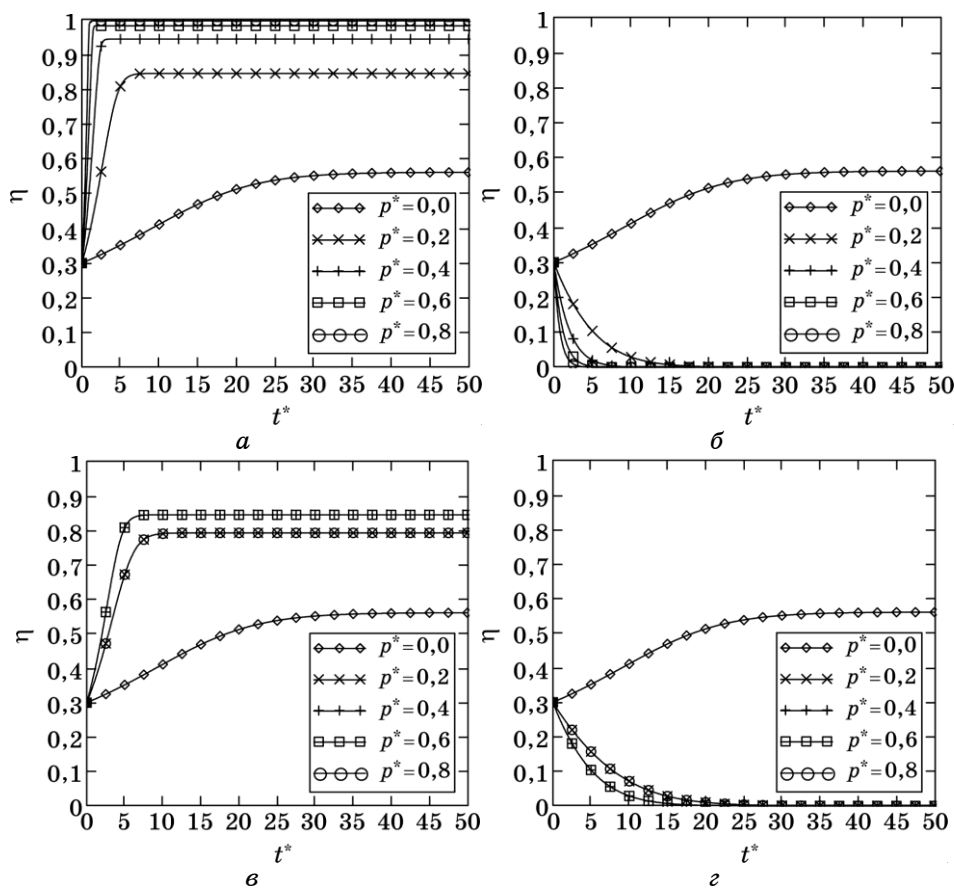 1
0,9
0,8
0,7
0,6
η
0,5
0,4
0,3
0,2
0,1
0
p* = 0,0
p* = 0,2
p* = 0,4
p* = 0,6
p* = 0,8
0 5 10 15 20 25 30 35 40 45 50
t*
а
1
0,9
0,8
0,7
0,6
η
0,5
0,4
0,3
0,2
0,1
0
p* = 0,0
p* = 0,2
p* = 0,4
p* = 0,6
p* = 0,8
0 5 10 15 20 25 30 35 40 45 50
t*
б
1
0,9
0,8
0,7
0,6
η
0,5
0,4
0,3
0,2
0,1
0
p* = 0,0
p* = 0,2
p* = 0,4
p* = 0,6
p* = 0,8
0 5 10 15 20 25 30 35 40 45 50
t*
в
1
0,9
0,8
0,7
0,6
η
0,5
0,4
0,3
0,2
0,1
0
p* = 0,0
p* = 0,2
p* = 0,4
p* = 0,6
p* = 0,8
0 5 10 15 20 25 30 35 40 45 50
t*
г